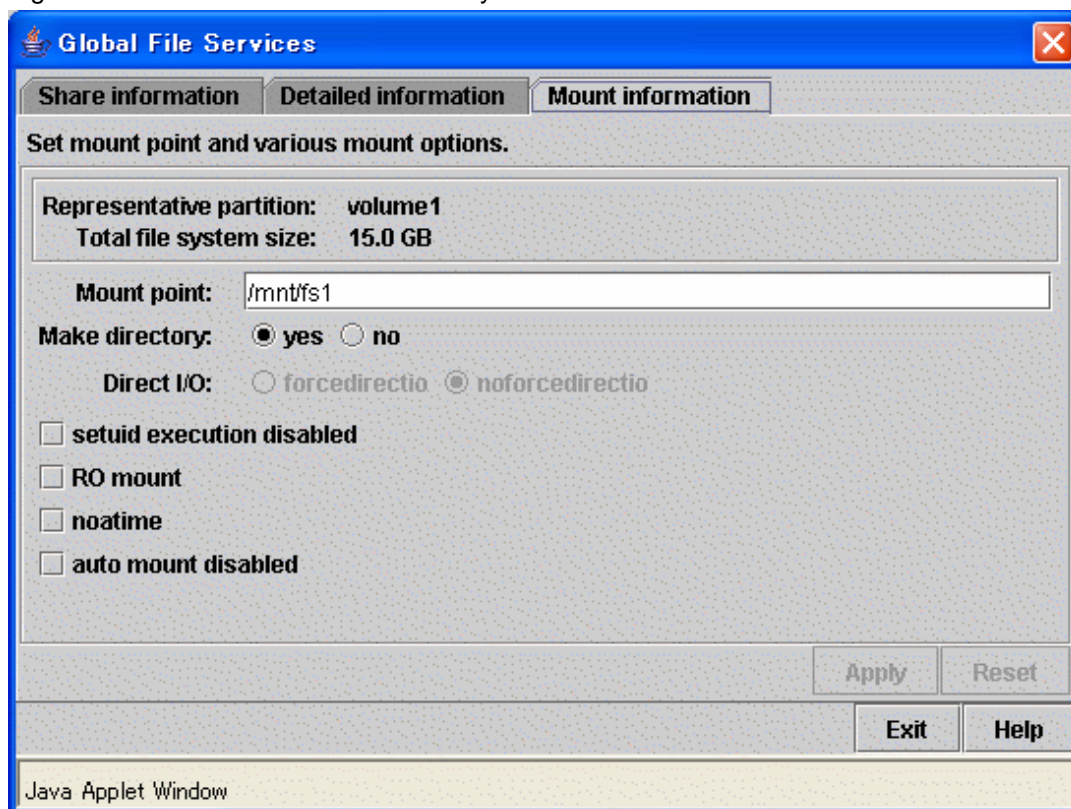 Global File Services
Share information Detailed information Mount information
Set mount point and various mount options.
Representative partition: volume1
Total file system size: 15.0 GB
Mount point: /mnt/fs1
Make directory: yes no
Direct I/O: forcedirectio noforcedirectio
setuid execution disabled
RO mount
noatime
auto mount disabled
Apply Reset
Exit Help
Java Applet Window